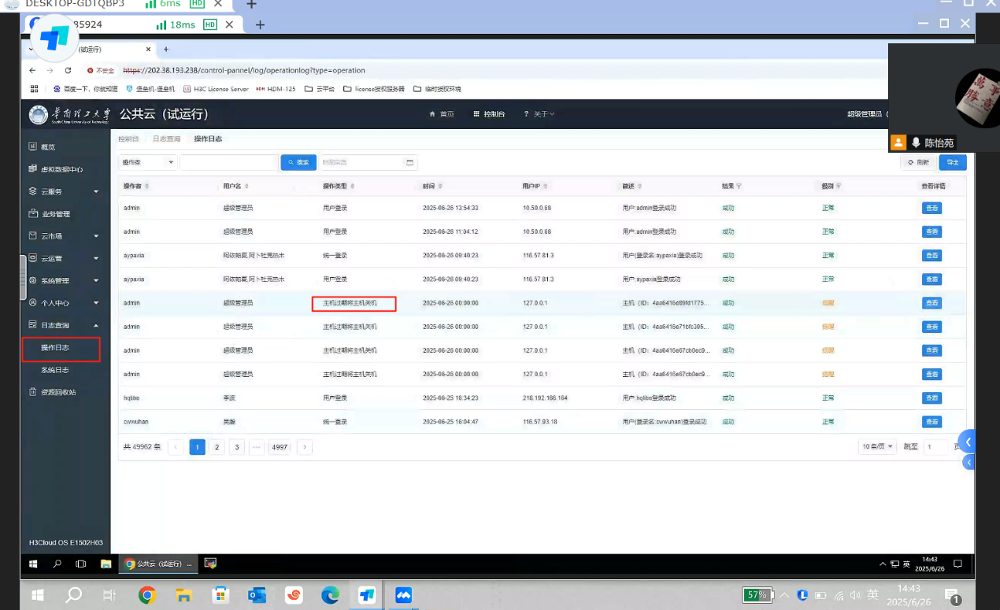 DESKTOP-GDTQBP3 6ms HD
85924 18ms HD
(试运行)
不安全 https://202.38.193.238/control-pannel/log/operationlog?type=operation
百度一下，你就知道 堡垒机-堡垒机 H3C License Server HDM-125 云平台 license授权服务器 临时授权环境
华南理工大学 公共云（试运行） 首页 控制台 ? 关于 超级管理员（
South China University of Technology
陈怡苑
控制台 日志查询 操作日志
操作者 搜索 刷新 导出
操作者 用户名 操作类型 时间 用户IP 描述 结果 级别 查看详情
admin 超级管理员 用户登录 2025-06-26 13:54:33 10.50.0.68 用户:admin登录成功 成功 正常 查看
admin 超级管理员 用户登录 2025-06-26 11:04:12 10.50.0.68 用户:admin登录成功 成功 正常 查看
aypaxia 统一登录 2025-06-26 09:40:23 116.57.81.3 用户(登录名:aypaxia)登录成功 成功 正常 查看
aypaxia 用户登录 2025-06-26 09:40:23 116.57.81.3 用户:aypaxia登录成功 成功 正常 查看
admin 超级管理员 主机过期将主机关机 2025-06-26 00:00:00 127.0.0.1 主机（ID：4aa6416e89fd1775... 成功 提醒 查看
admin 超级管理员 主机过期将主机关机 2025-06-26 00:00:00 127.0.0.1 主机（ID：4aa6416e71bfc395... 成功 提醒 查看
admin 超级管理员 主机过期将主机关机 2025-06-26 00:00:00 127.0.0.1 主机（ID：4aa6416e67cb0ec9... 成功 提醒 查看
admin 超级管理员 主机过期将主机关机 2025-06-26 00:00:00 127.0.0.1 主机（ID：4aa6416e67cb0ec9... 成功 提醒 查看
hqlibo 李波 用户登录 2025-06-25 16:34:23 218.192.166.164 用户:hqlibo登录成功 成功 正常 查看
cwwuhan 吴瀚 统一登录 2025-06-25 16:04:47 116.57.93.18 用户(登录名:cwwuhan)登录成功 成功 正常 查看
共 49962 条 1 2 3 ··· 4997 10 条/页 跳至 1 页
概览
虚拟数据中心
云服务
业务管理
云市场
云运营
系统管理
个人中心
日志查询
操作日志
系统日志
资源回收站
H3Cloud OS E1502H03
公共云（试运行） ... 英 14:43
2025/6/26
57% 英 14:43
2025/6/26 1